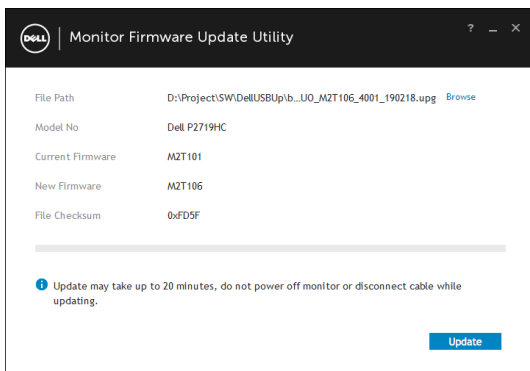 DELL Monitor Firmware Update Utility ? – ×
File Path D:\Project\SW\DellUSBUp\b...UO_M2T106_4001_190218.upg Browse
Model No Dell P2719HC
Current Firmware M2T101
New Firmware M2T106
File Checksum 0xFD5F
Update may take up to 20 minutes, do not power off monitor or disconnect cable while
updating.
Update